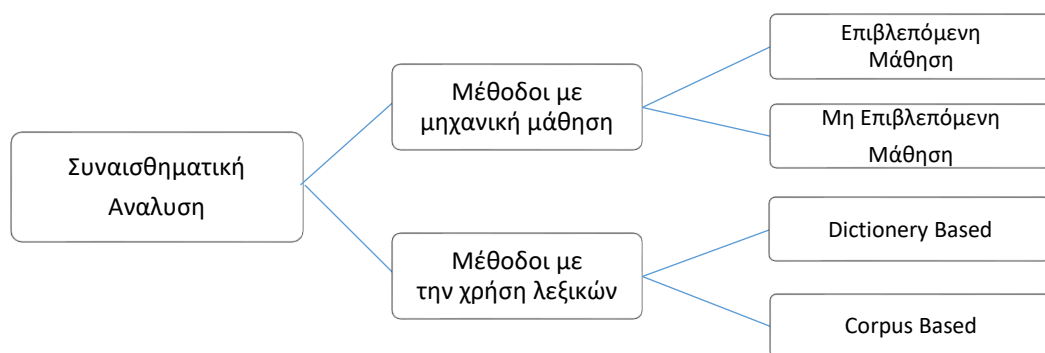 Συναισθηματική
Αναλυση
Μέθοδοι με
μηχανική μάθηση
Επιβλεπόμενη
Μάθηση
Μη Επιβλεπόμενη
Μάθηση
Μέθοδοι με
την χρήση λεξικών
Dictionery Based
Corpus Based